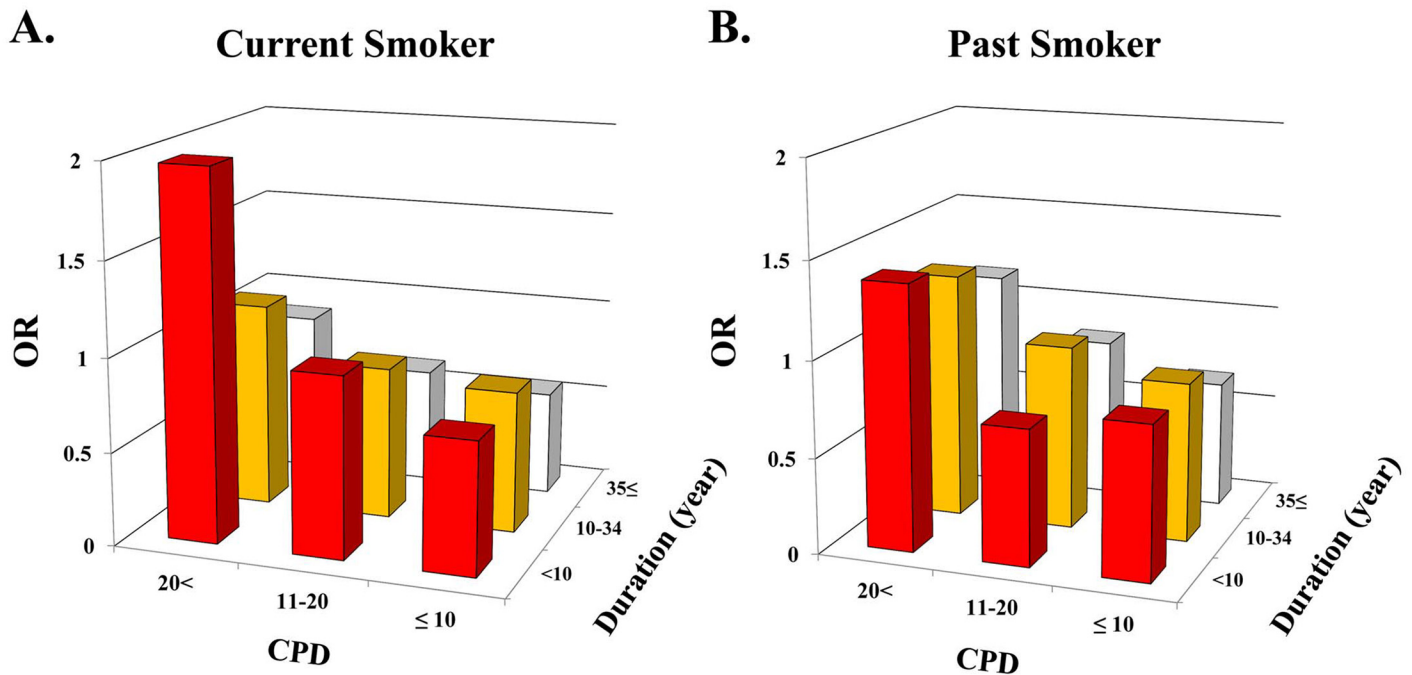 A.
Current Smoker
2
1.5
1
0.5
0
OR
20<
11-20
≤ 10
CPD
<10
10-34
35≤
Duration (year)
B.
Past Smoker
2
1.5
1
0.5
0
OR
20<
11-20
≤ 10
CPD
<10
10-34
35≤
Duration (year)